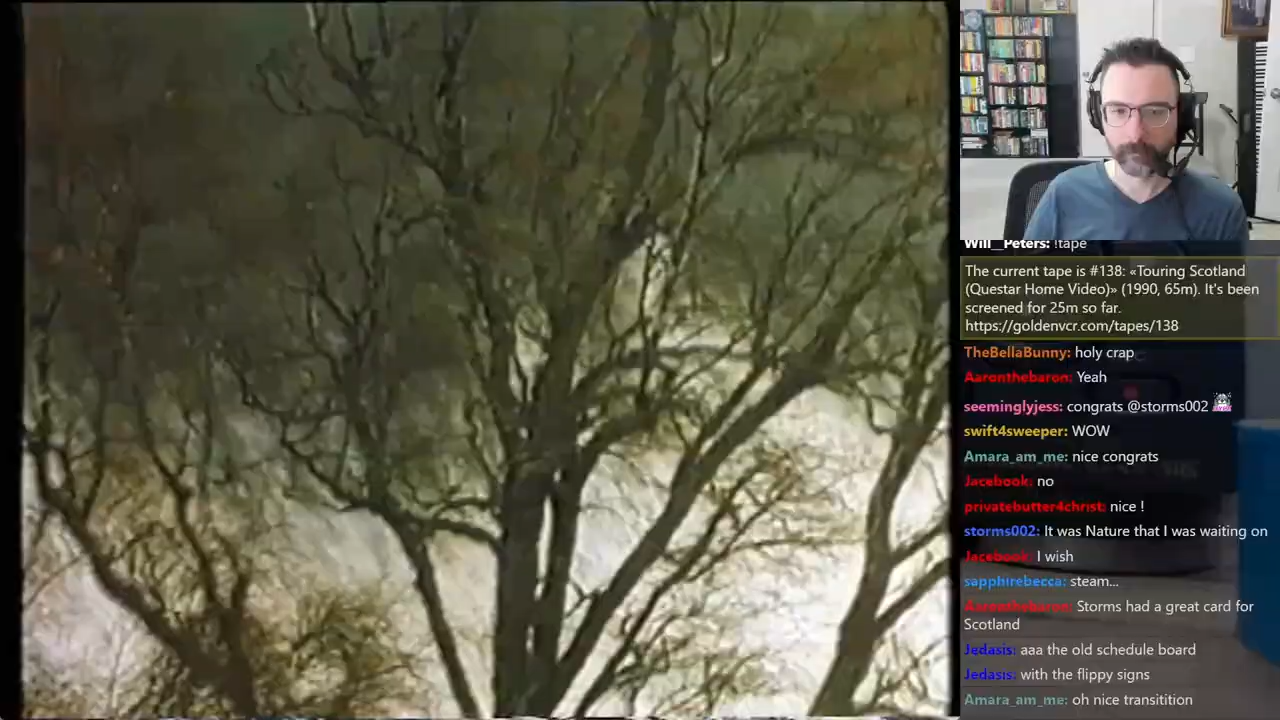 Will__Peters: !tape
The current tape is #138: «Touring Scotland
(Questar Home Video)» (1990, 65m). It's been
screened for 25m so far.
https://goldenvcr.com/tapes/138
TheBellaBunny: holy crap
Aaronthebaron: Yeah
seeminglyjess: congrats @storms002
swift4sweeper: WOW
Amara_am_me: nice congrats
Jacebook: no
privatebutter4christ: nice !
storms002: It was Nature that I was waiting on
Jacebook: I wish
sapphirebecca: steam...
Aaronthebaron: Storms had a great card for
Scotland
Jedasis: aaa the old schedule board
Jedasis: with the flippy signs
Amara_am_me: oh nice transitition